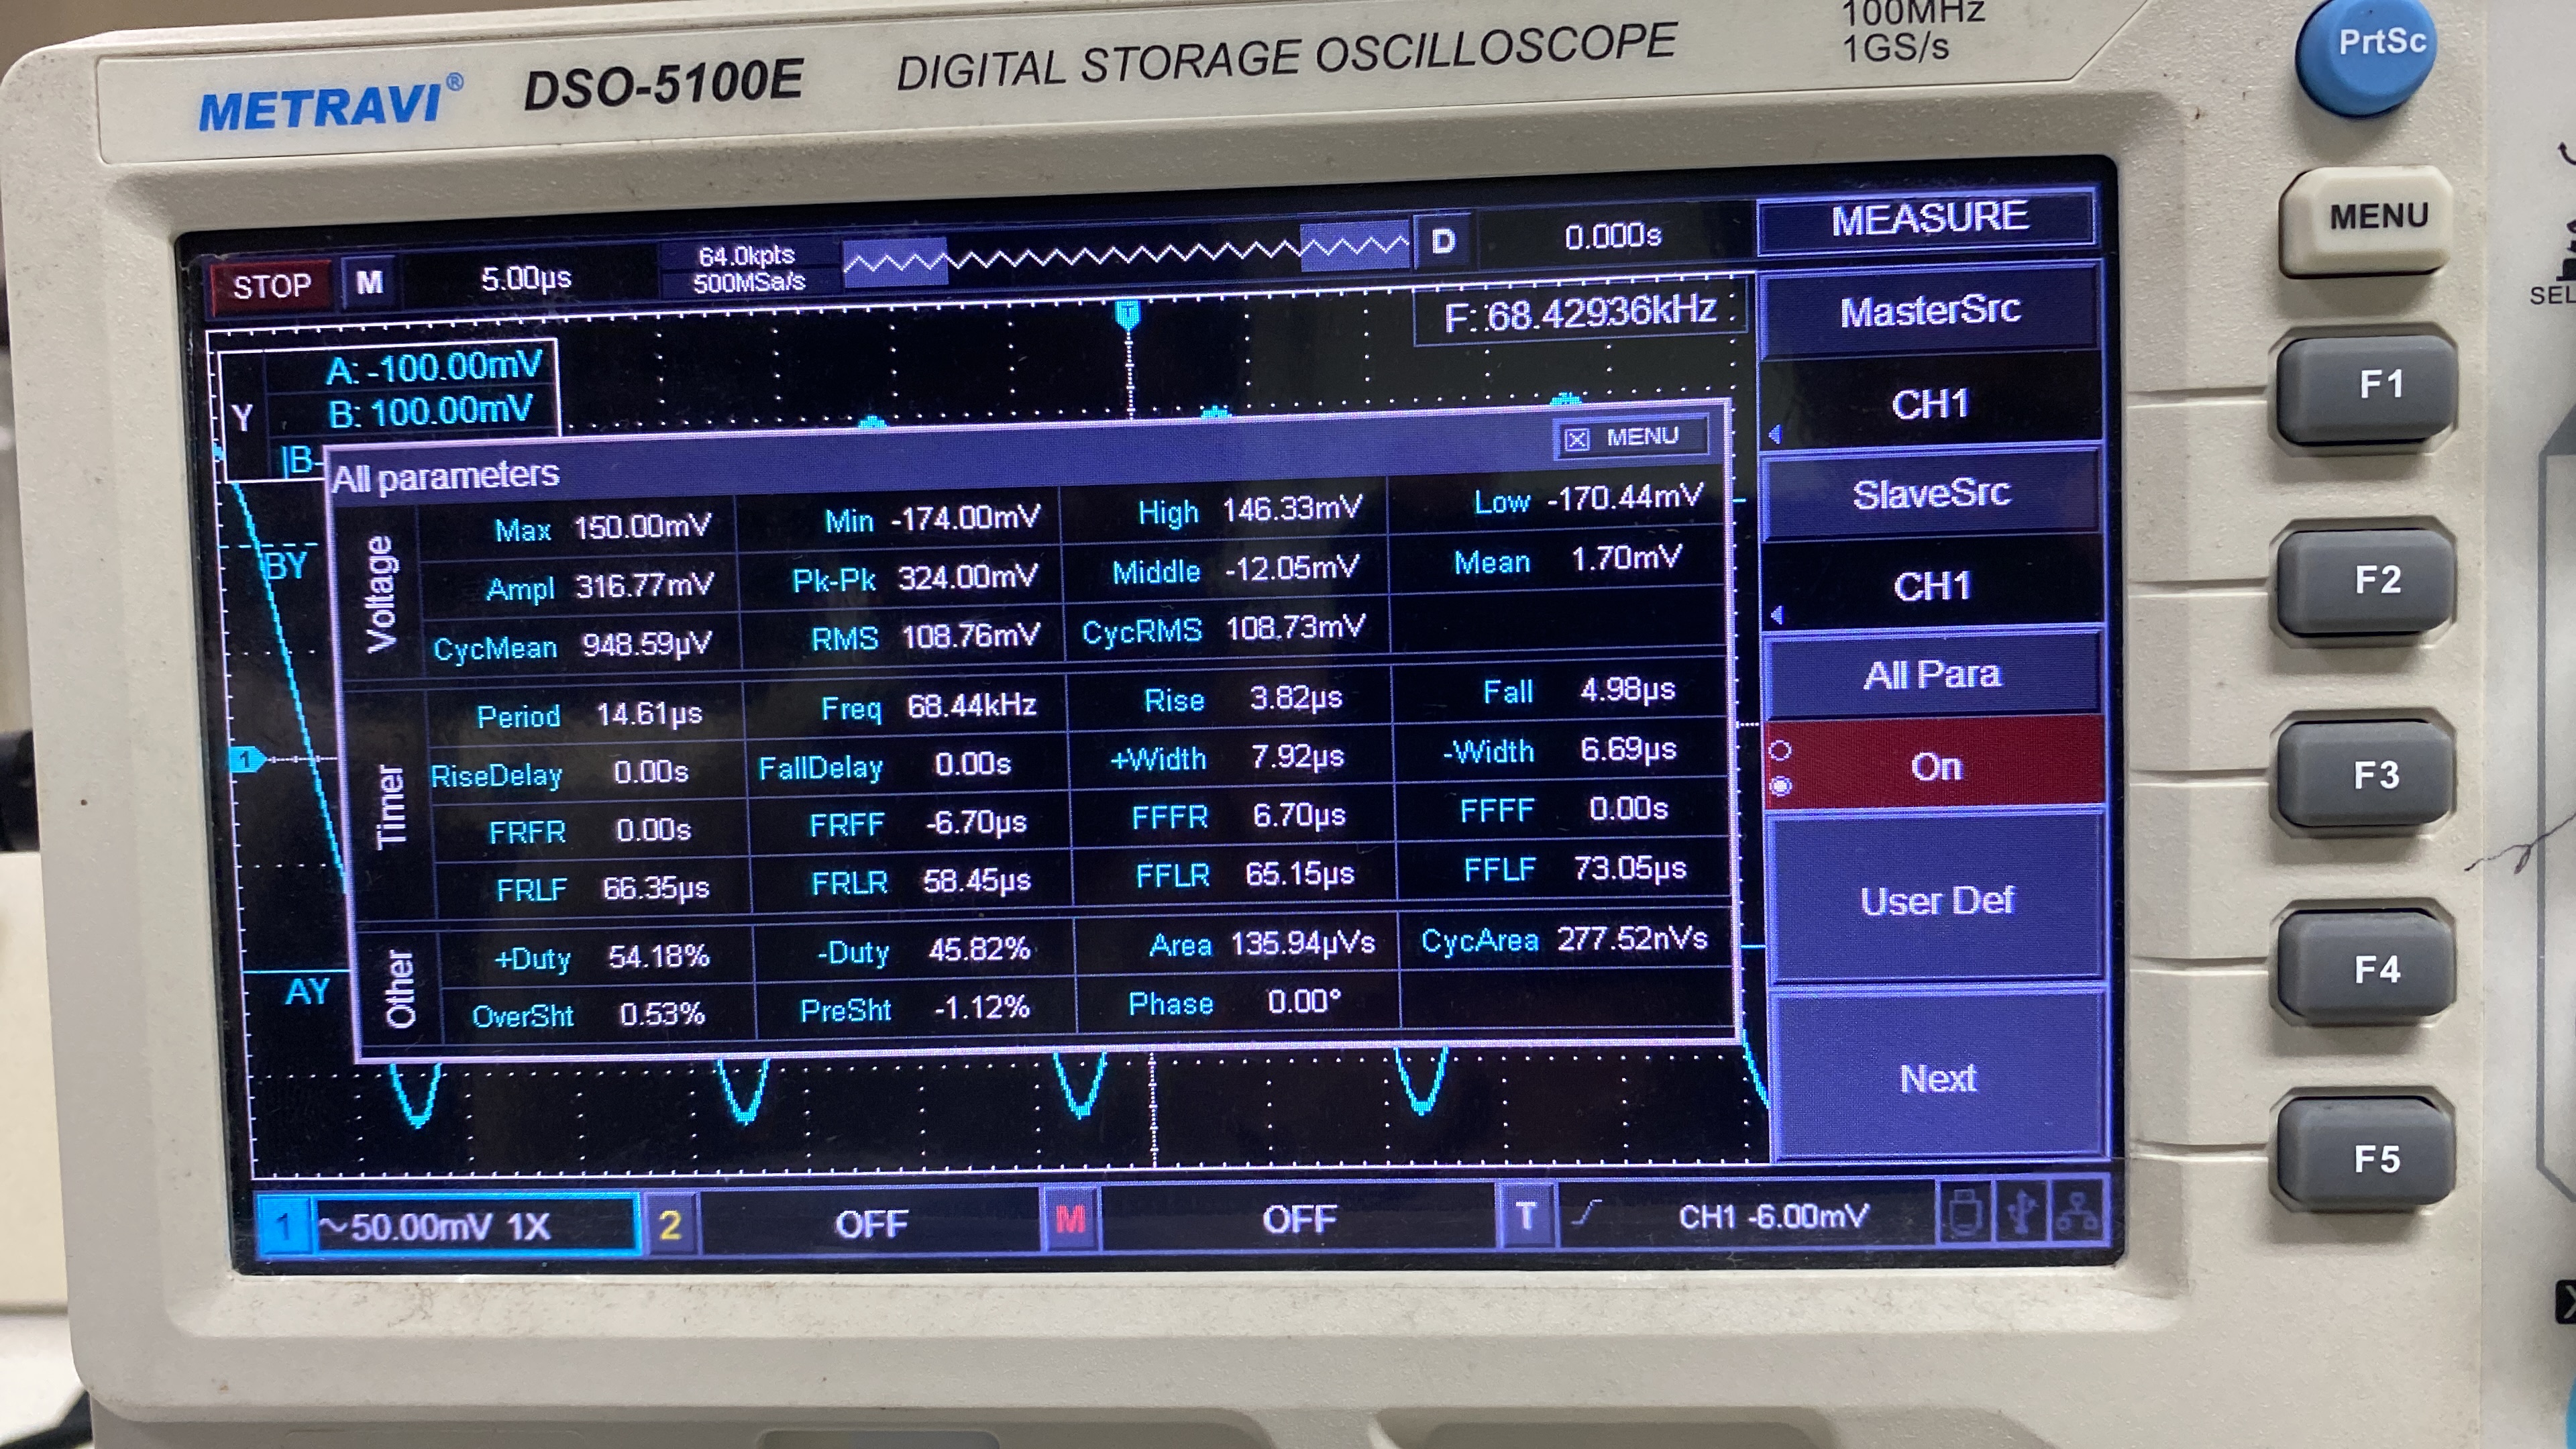 100MHz
1GS/s
METRAVI® DSO-5100E DIGITAL STORAGE OSCILLOSCOPE
PrtSc
MENU
SEL
F1
F2
F3
F4
F5
STOP M 5.00µs 64.0kpts 500MSa/s D 0.000s MEASURE
F: 68.42936kHz
T
Y
A: -100.00mV
B: 100.00mV
|B-
BY
AY
1
All parameters MENU
Voltage
Max 150.00mV Min -174.00mV High 146.33mV Low -170.44mV
Ampl 316.77mV Pk-Pk 324.00mV Middle -12.05mV Mean 1.70mV
CycMean 948.59µV RMS 108.76mV CycRMS 108.73mV
Timer
Period 14.61µs Freq 68.44kHz Rise 3.82µs Fall 4.98µs
RiseDelay 0.00s FallDelay 0.00s +Width 7.92µs -Width 6.69µs
FRFR 0.00s FRFF -6.70µs FFFR 6.70µs FFFF 0.00s
FRLF 66.35µs FRLR 58.45µs FFLR 65.15µs FFLF 73.05µs
Other
+Duty 54.18% -Duty 45.82% Area 135.94µVs CycArea 277.52nVs
OverSht 0.53% PreSht -1.12% Phase 0.00°
MasterSrc
CH1
SlaveSrc
CH1
All Para
On
User Def
Next
1 ~50.00mV 1X 2 OFF M OFF T CH1 -6.00mV